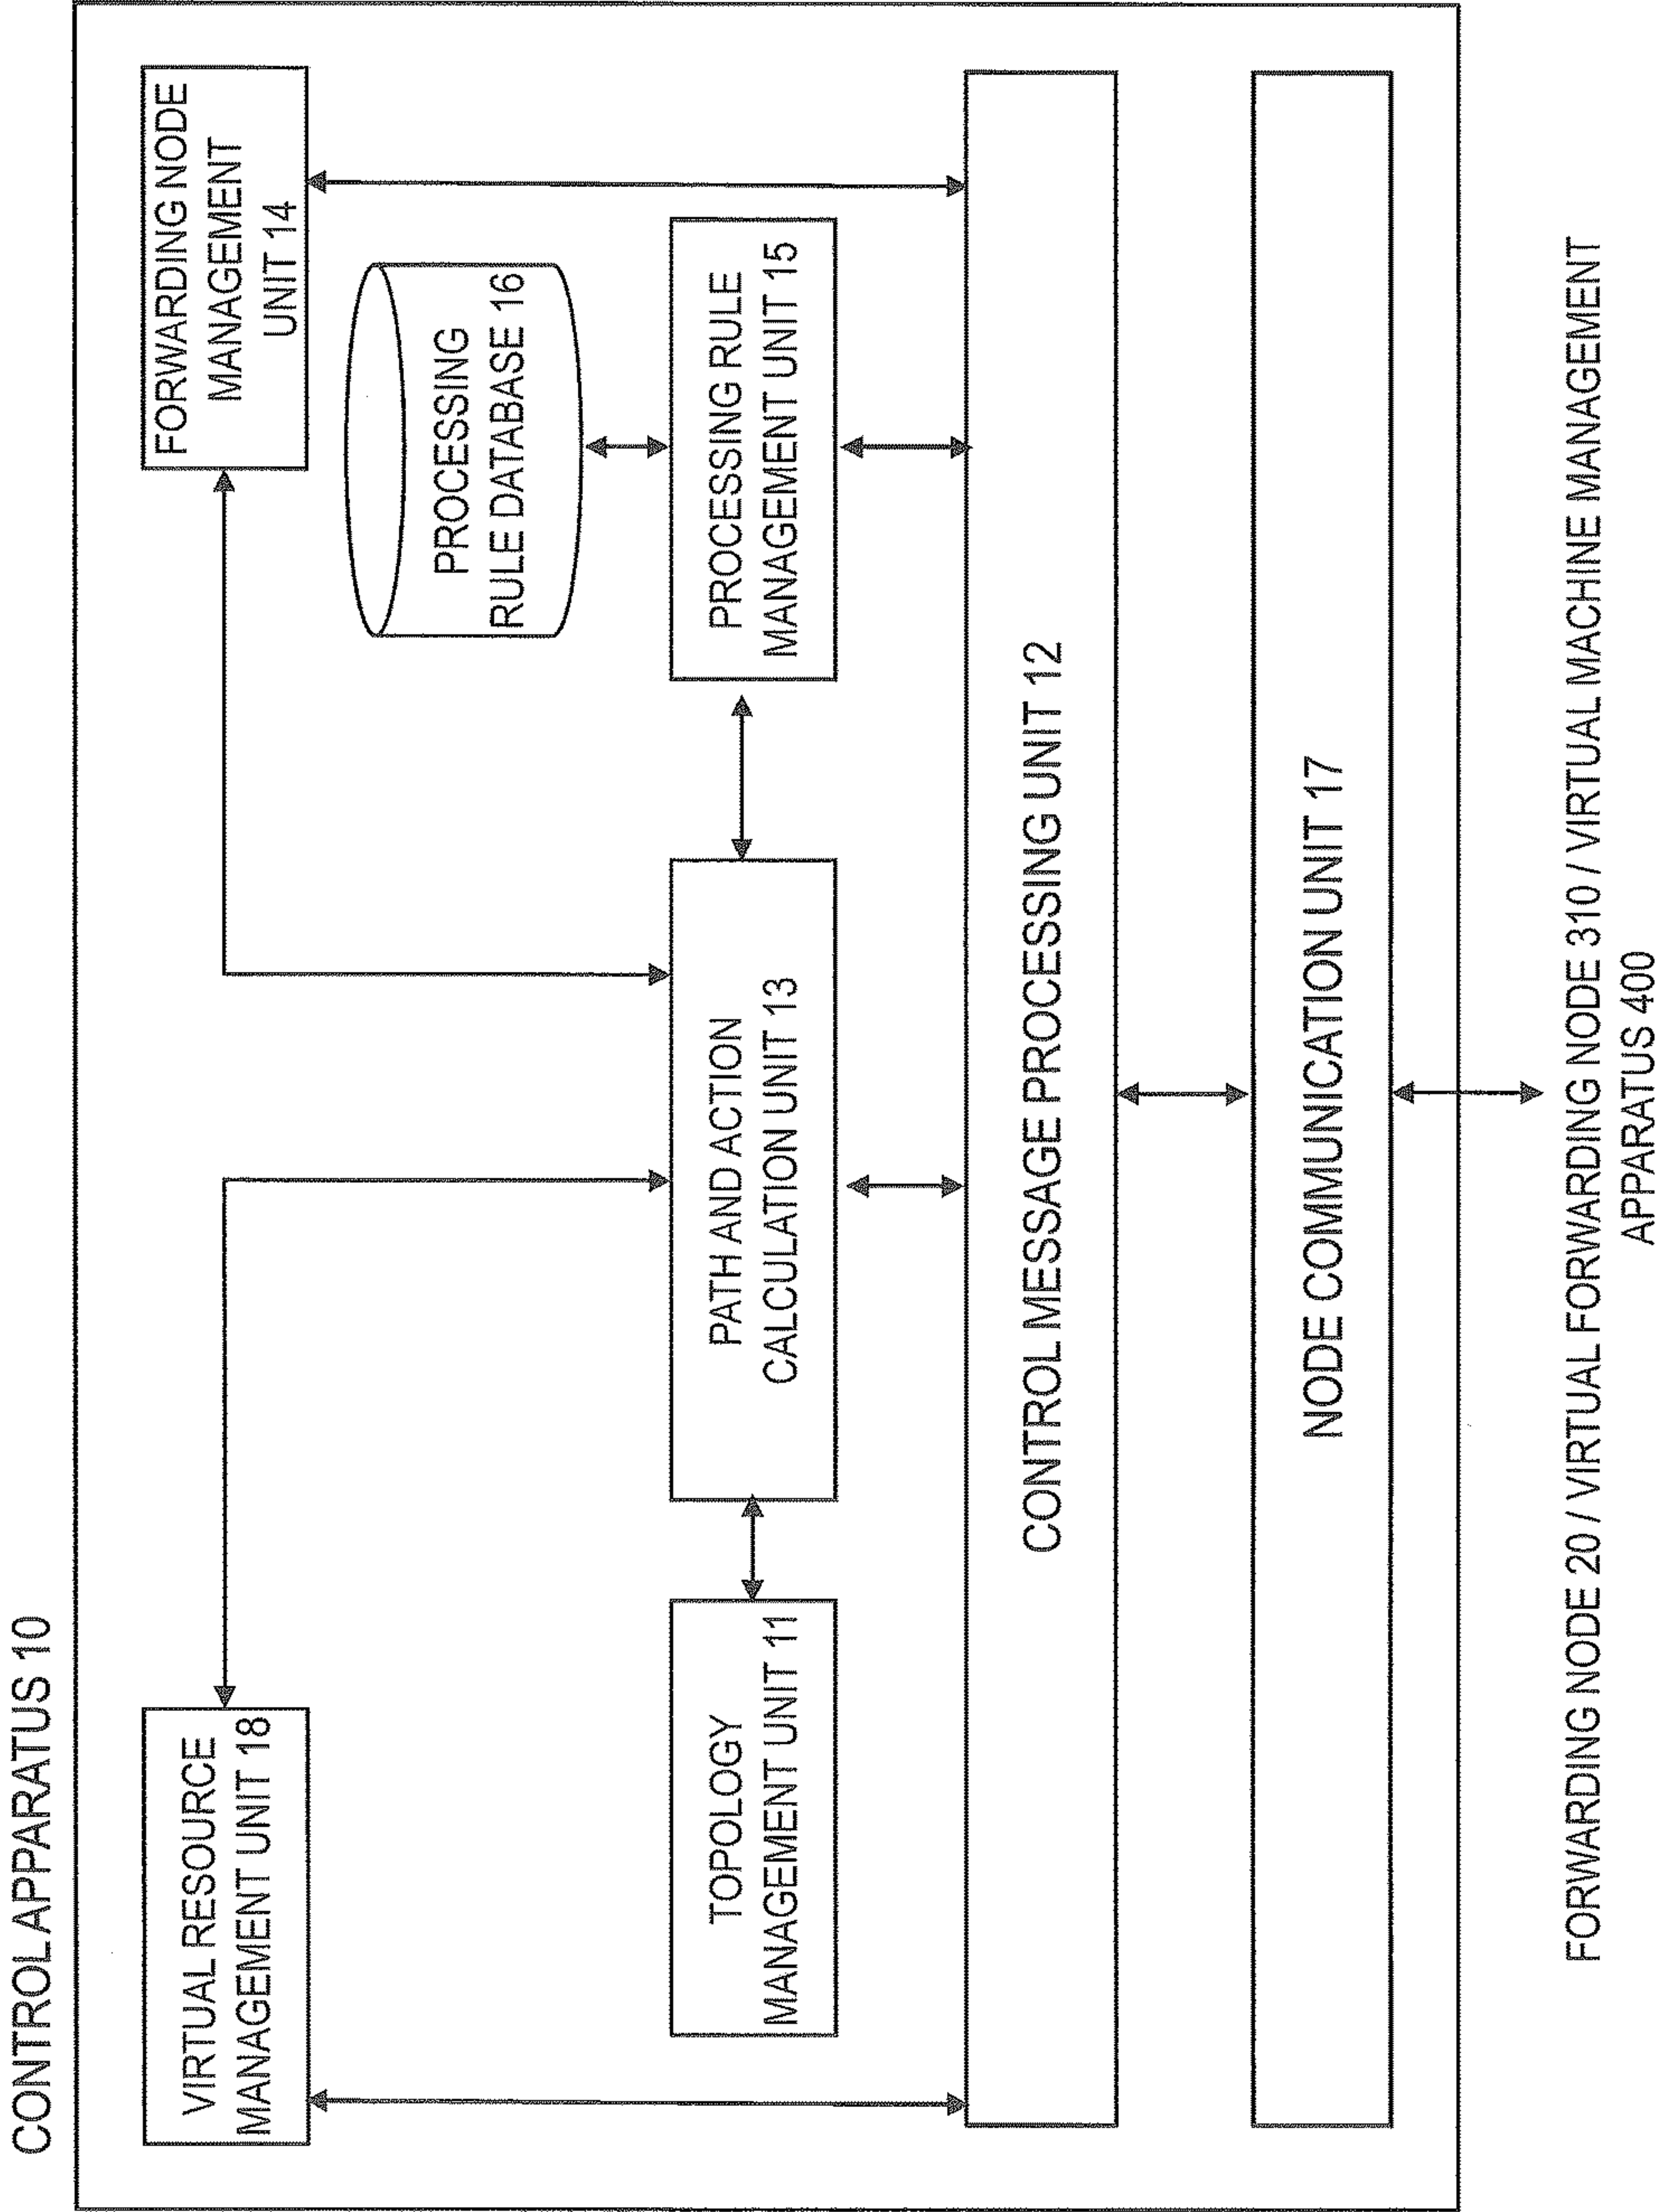 CONTROL APPARATUS 10
VIRTUAL RESOURCE
MANAGEMENT UNIT 18
FORWARDING NODE
MANAGEMENT
UNIT 14
PROCESSING
RULE DATABASE 16
TOPOLOGY
MANAGEMENT UNIT 11
PATH AND ACTION
CALCULATION UNIT 13
PROCESSING RULE
MANAGEMENT UNIT 15
CONTROL MESSAGE PROCESSING UNIT 12
NODE COMMUNICATION UNIT 17
FORWARDING NODE 20 / VIRTUAL FORWARDING NODE 310 / VIRTUAL MACHINE MANAGEMENT
APPARATUS 400